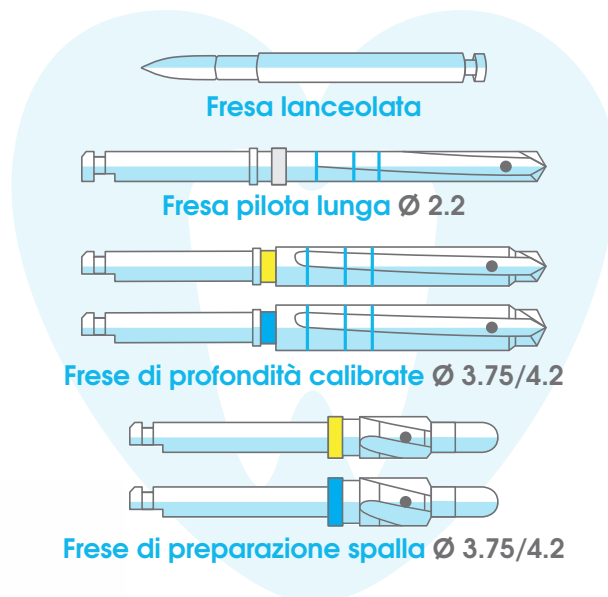 Fresa lanceolata
Fresa pilota lunga Ø 2.2
Frese di profondità calibrate Ø 3.75/4.2
Frese di preparazione spalla Ø 3.75/4.2